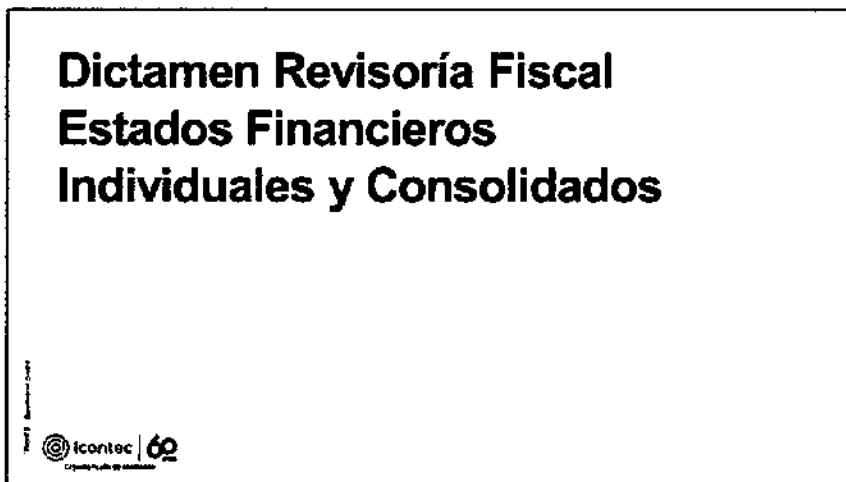 Dictamen Revisoría Fiscal
Estados Financieros
Individuales y Consolidados
icontec | 60